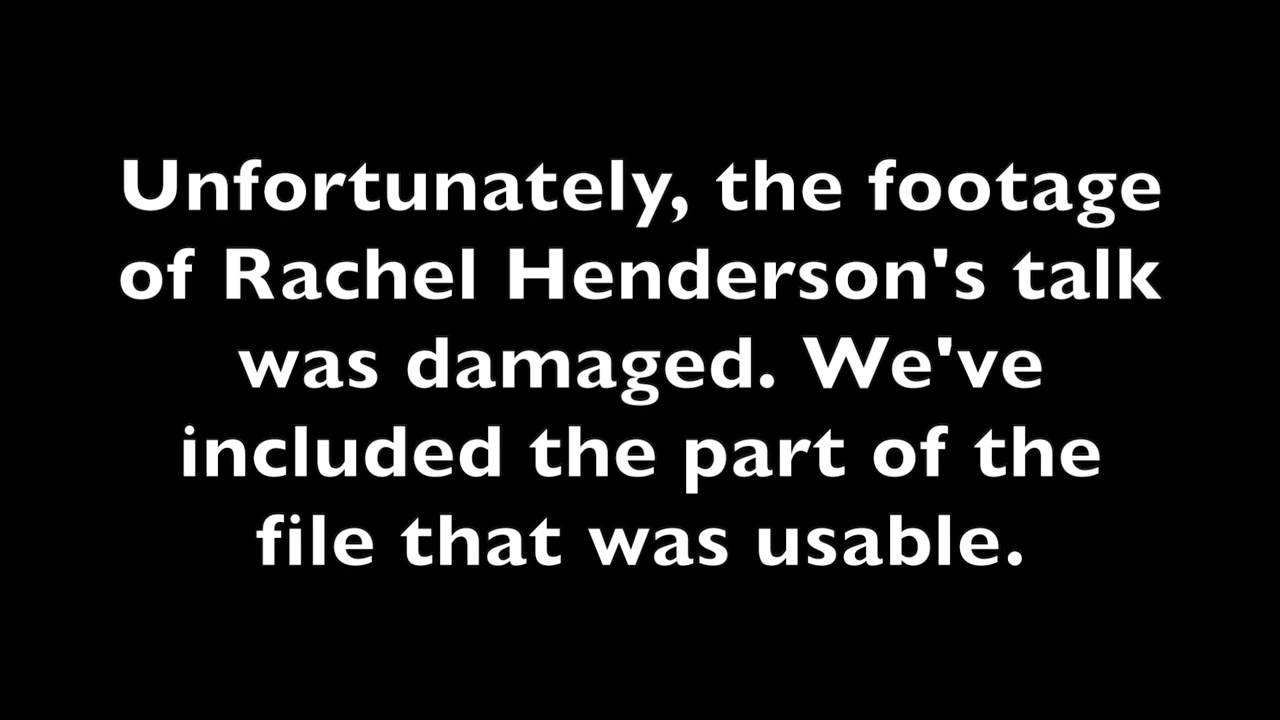 Unfortunately, the footage
of Rachel Henderson's talk
was damaged. We've
included the part of the
file that was usable.